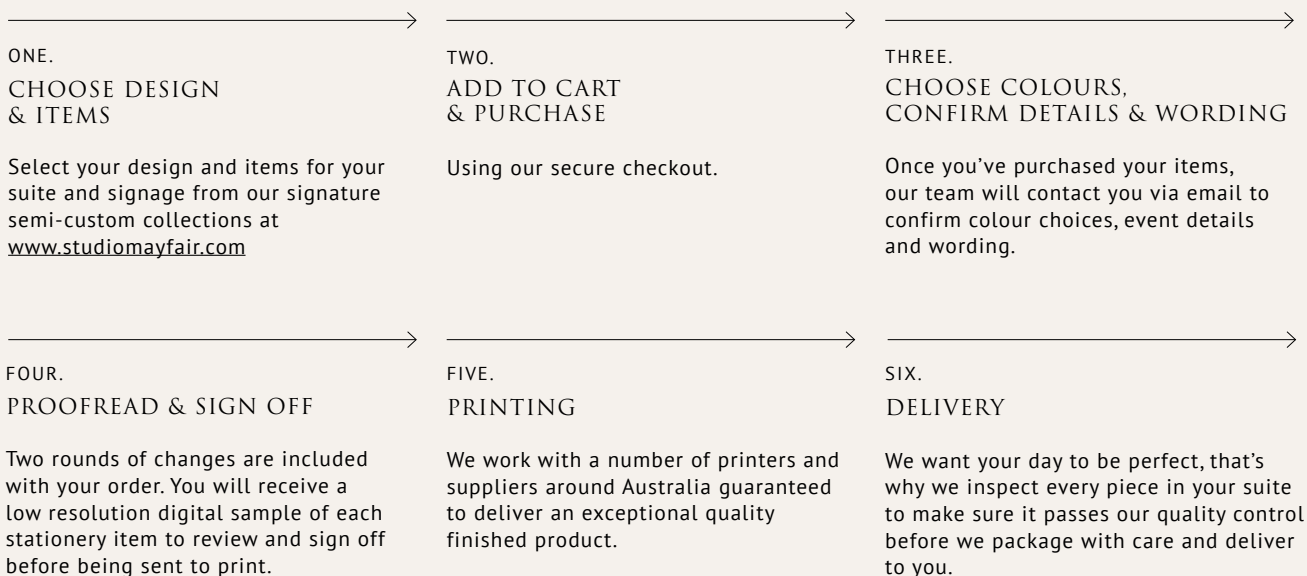 ONE.
CHOOSE DESIGN
& ITEMS
Select your design and items for your
suite and signage from our signature
semi-custom collections at
www.studiomayfair.com
TWO.
ADD TO CART
& PURCHASE
Using our secure checkout.
THREE.
CHOOSE COLOURS,
CONFIRM DETAILS & WORDING
Once you’ve purchased your items,
our team will contact you via email to
confirm colour choices, event details
and wording.
FOUR.
PROOFREAD & SIGN OFF
Two rounds of changes are included
with your order. You will receive a
low resolution digital sample of each
stationery item to review and sign off
before being sent to print.
FIVE.
PRINTING
We work with a number of printers and
suppliers around Australia guaranteed
to deliver an exceptional quality
finished product.
SIX.
DELIVERY
We want your day to be perfect, that’s
why we inspect every piece in your suite
to make sure it passes our quality control
before we package with care and deliver
to you.